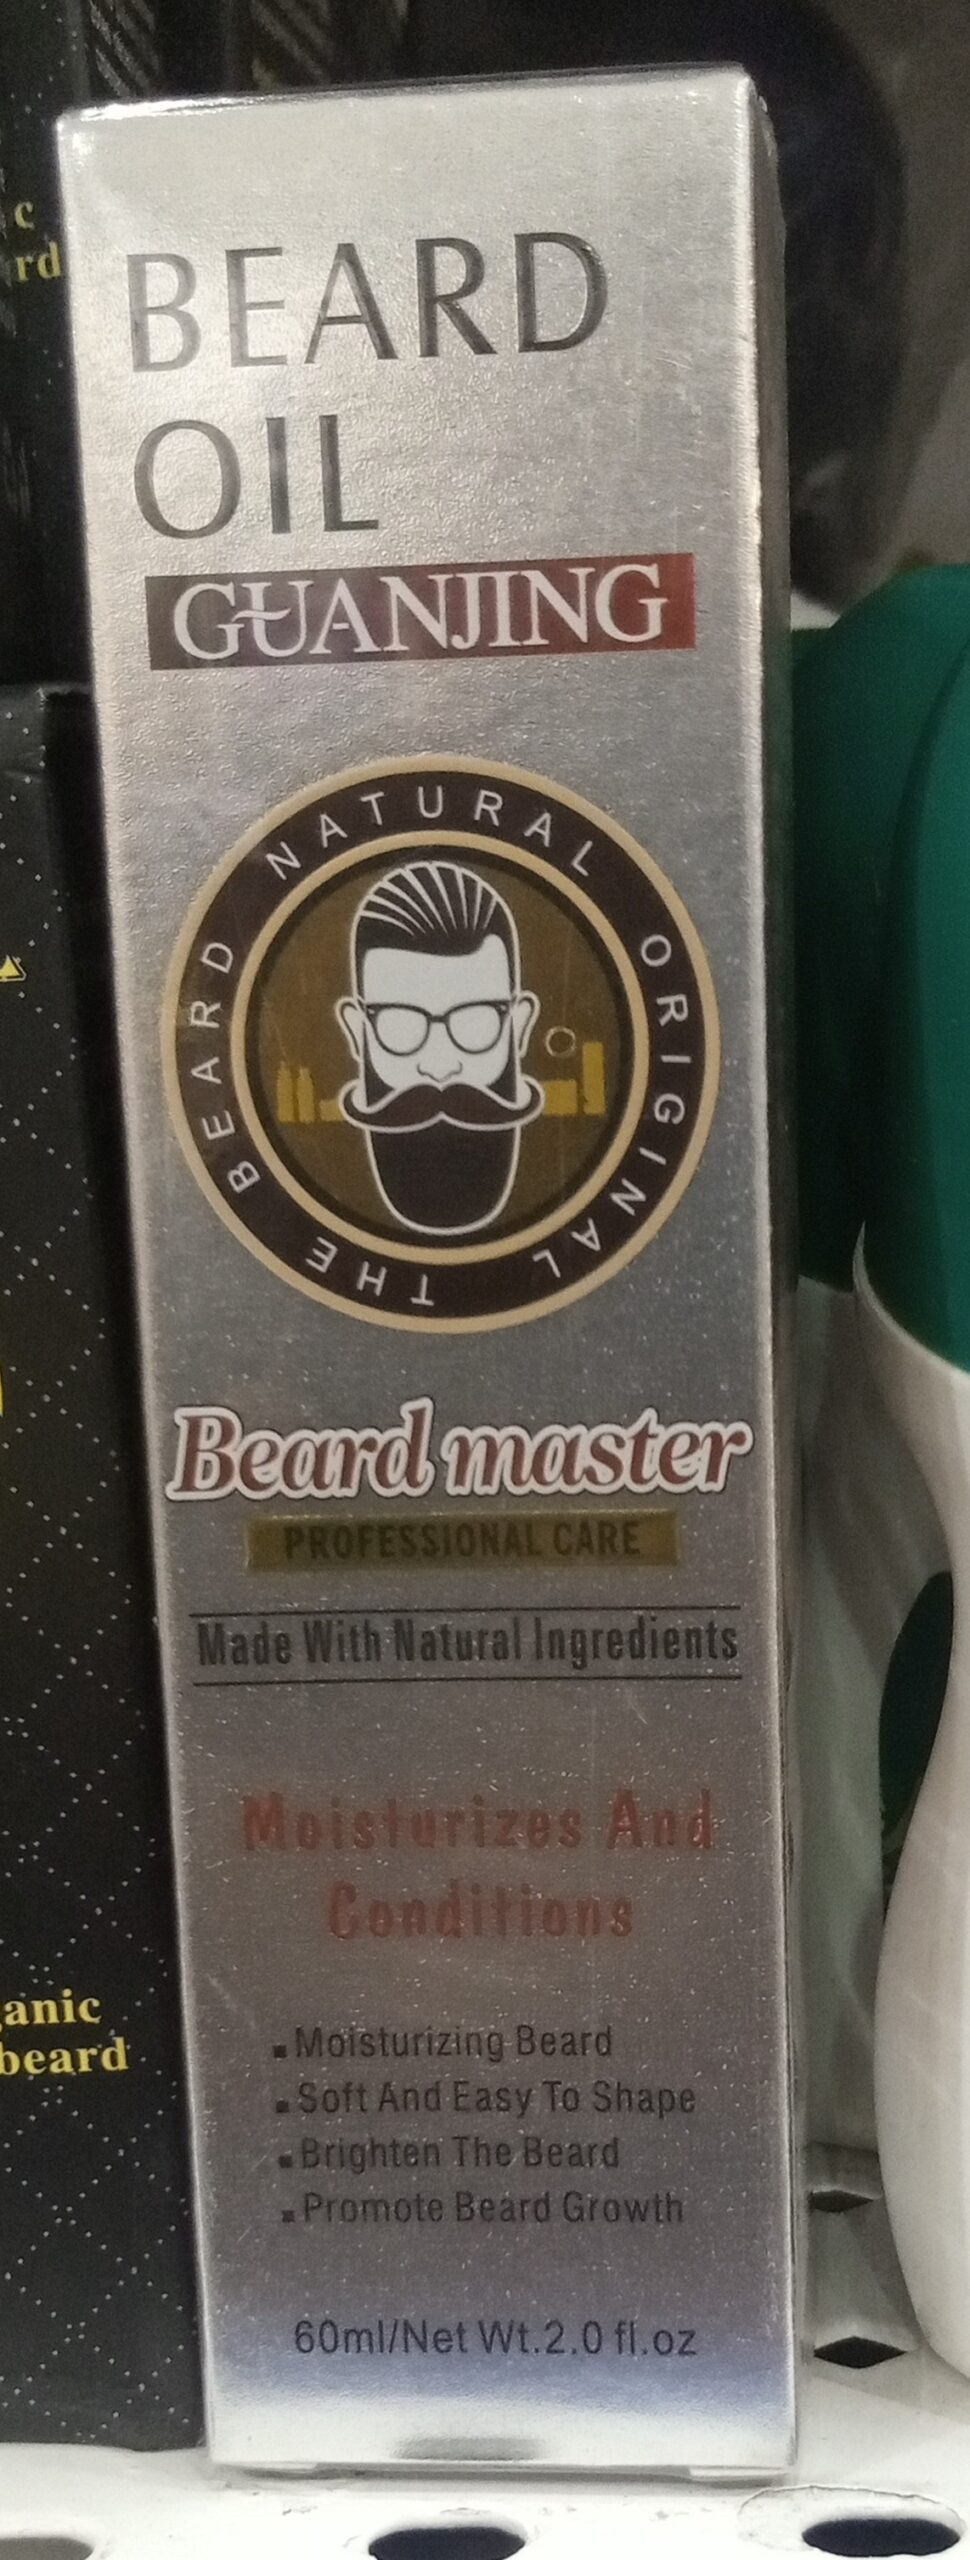 BEARD
OIL
GUANJING
THE BEARD NATURAL ORIGINAL
Beard master
PROFESSIONAL CARE
Made With Natural Ingredients
Moisturizes And
Conditions
▪Moisturizing Beard
▪Soft And Easy To Shape
▪Brighten The Beard
▪Promote Beard Growth
60ml/Net Wt.2.0 fl.oz
beard